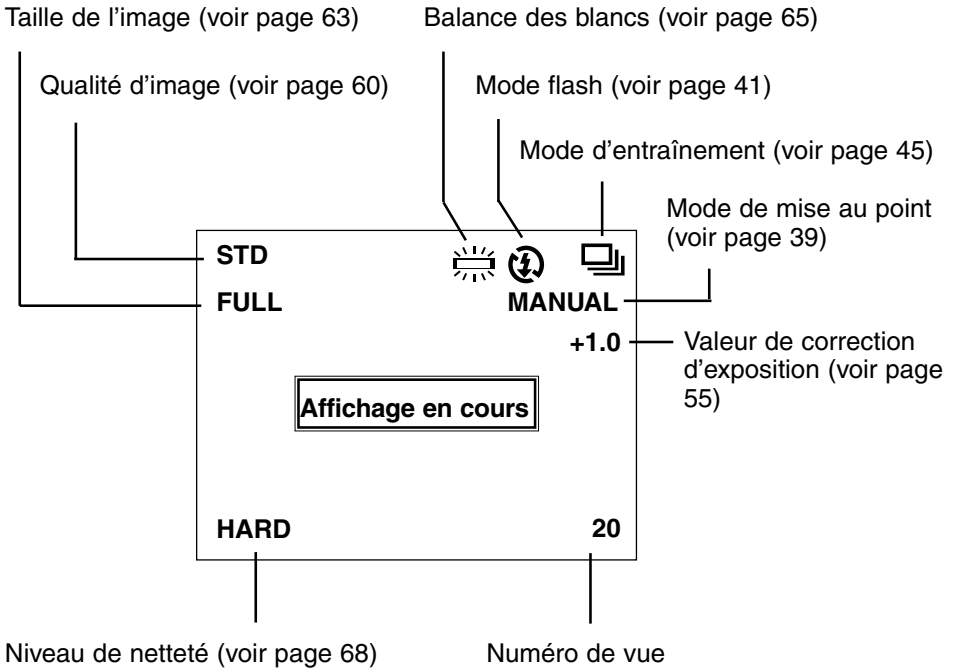 Taille de l'image (voir page 63)
Balance des blancs (voir page 65)
Qualité d'image (voir page 60)
Mode flash (voir page 41)
Mode d'entraînement (voir page 45)
Mode de mise au point
(voir page 39)
STD
FULL
MANUAL
+1.0
Valeur de correction
d'exposition (voir page
55)
Affichage en cours
HARD
20
Niveau de netteté (voir page 68)
Numéro de vue